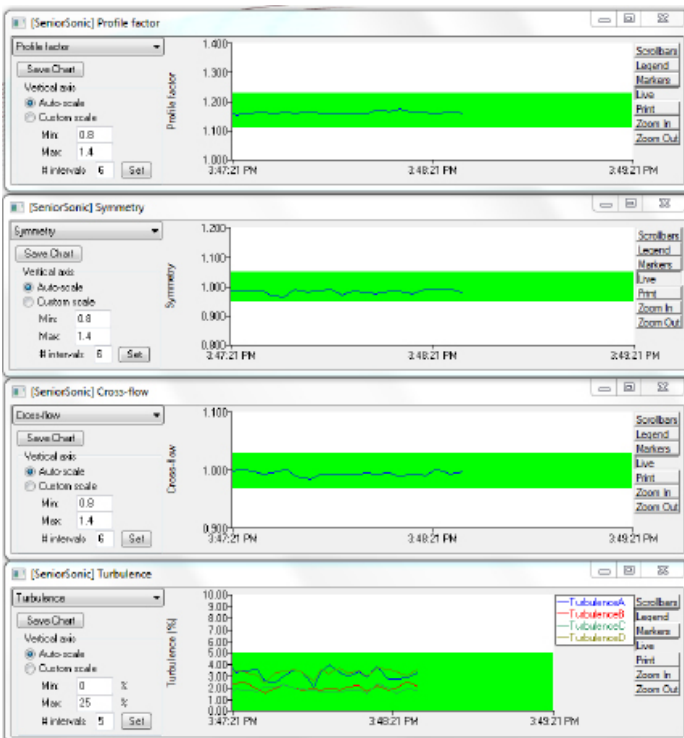 [SeniorSonic] Profile factor
Profile factor
Save Chart
Vertical axis
Auto-scale
Custom scale
Min: 0.8
Max: 1.4
# intervals 6 Set
Profile factor
1.400
1.300
1.200
1.100
1.000
3:47:21 PM 3:48:21 PM 3:49:21 PM
Scrollbars
Legend
Markers
Live
Print
Zoom In
Zoom Out
[SeniorSonic] Symmetry
Symmetry
Save Chart
Vertical axis
Auto-scale
Custom scale
Min: 0.8
Max: 1.4
# intervals 6 Set
Symmetry
1.200
1.100
1.000
0.900
0.800
3:47:21 PM 3:48:21 PM 3:49:21 PM
Scrollbars
Legend
Markers
Live
Print
Zoom In
Zoom Out
[SeniorSonic] Cross-flow
Cross-flow
Save Chart
Vertical axis
Auto-scale
Custom scale
Min: 0.8
Max: 1.4
# intervals 6 Set
Cross-flow
1.100
1.000
0.900
3:47:21 PM 3:48:21 PM 3:49:21 PM
Scrollbars
Legend
Markers
Live
Print
Zoom In
Zoom Out
[SeniorSonic] Turbulence
Turbulence
Save Chart
Vertical axis
Auto-scale
Custom scale
Min: 0 %
Max: 25 %
# intervals 5 Set
Turbulence (%)
10.00
9.00
8.00
7.00
6.00
5.00
4.00
3.00
2.00
1.00
0.00
3:47:21 PM 3:48:21 PM 3:49:21 PM
TurbulenceA
TurbulenceB
TurbulenceC
TurbulenceD
Scrollbars
Legend
Markers
Live
Print
Zoom In
Zoom Out